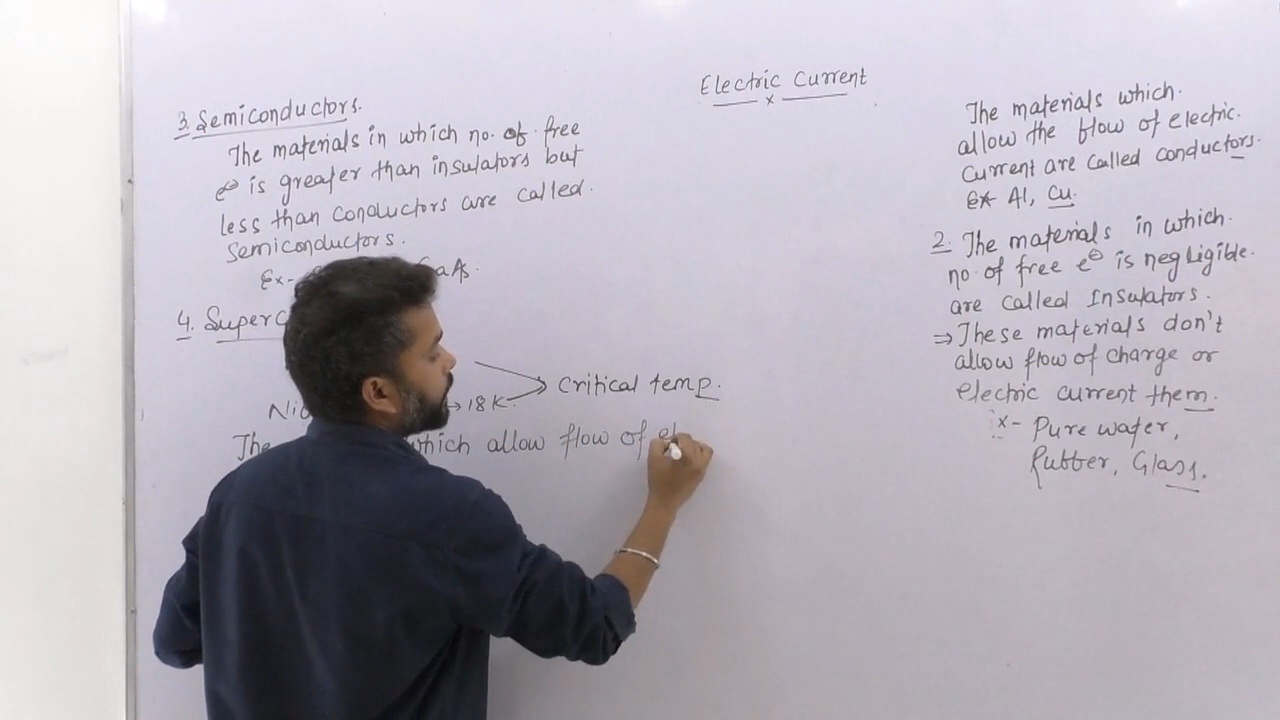 Electric Current
x
3. Semiconductors.
The materials in which no. of free
e⊖ is greater than insulators but
less than conductors are called.
Semiconductors.
Ex- GaAs.
4.
→ 18 K. Critical temp.
The which allow flow of
The materials which.
allow the flow of electric.
current are called conductors.
Ex Al, Cu.
2. The materials in which.
no. of free e⊖ is negligible.
are called Insulators.
⇒ These materials don't
allow flow of charge or
electric current them.
x- Pure water,
Rubber, Glass.